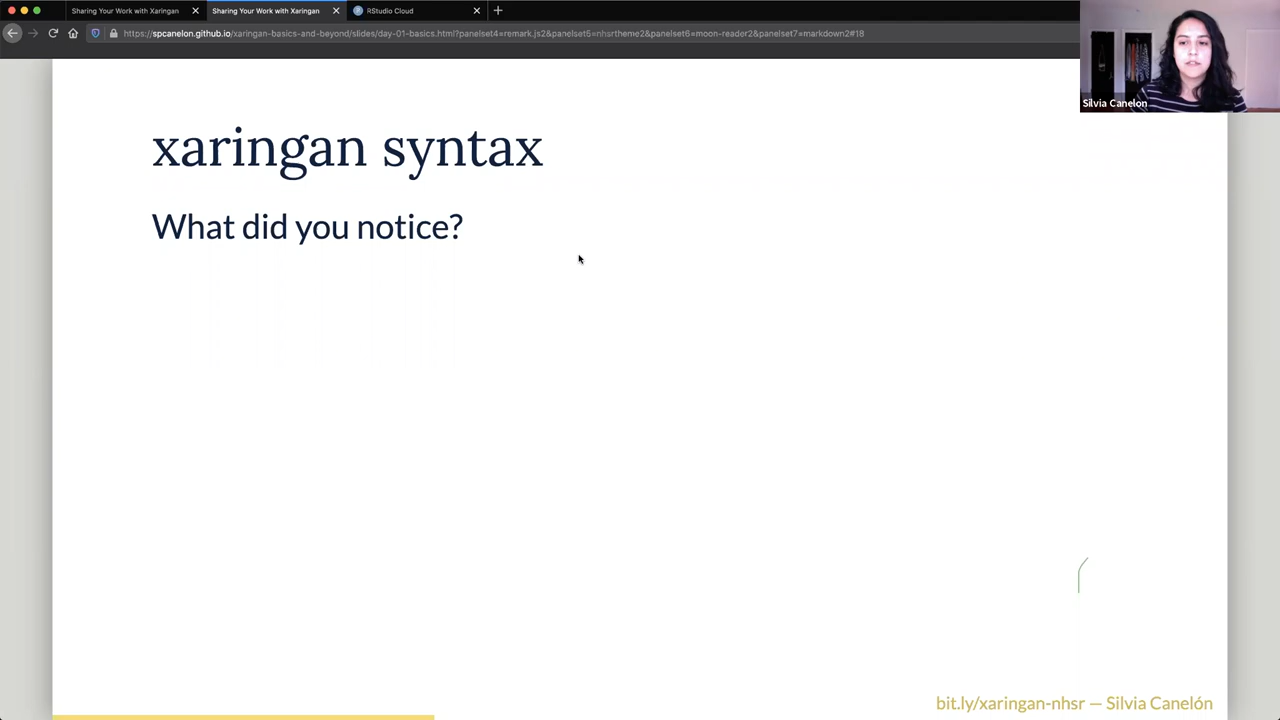 Sharing Your Work with Xaringan
Sharing Your Work with Xaringan
RStudio Cloud
https://spcanelon.github.io/xaringan-basics-and-beyond/slides/day-01-basics.html?panelset4=remark.js2&panelset5=nhsrtheme2&panelset6=moon-reader2&panelset7=markdown2#18
Silvia Canelon
xaringan syntax
What did you notice?
bit.ly/xaringan-nhsr — Silvia Canelón